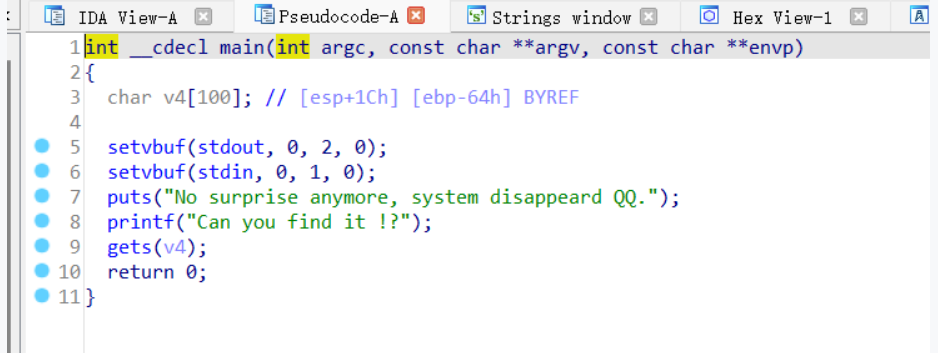 IDA View-A Pseudocode-A Strings window Hex View-1
1 int __cdecl main(int argc, const char **argv, const char **envp)
2 {
3 char v4[100]; // [esp+1Ch] [ebp-64h] BYREF
4
5 setvbuf(stdout, 0, 2, 0);
6 setvbuf(stdin, 0, 1, 0);
7 puts("No surprise anymore, system disappeard QQ.");
8 printf("Can you find it !?");
9 gets(v4);
10 return 0;
11 }